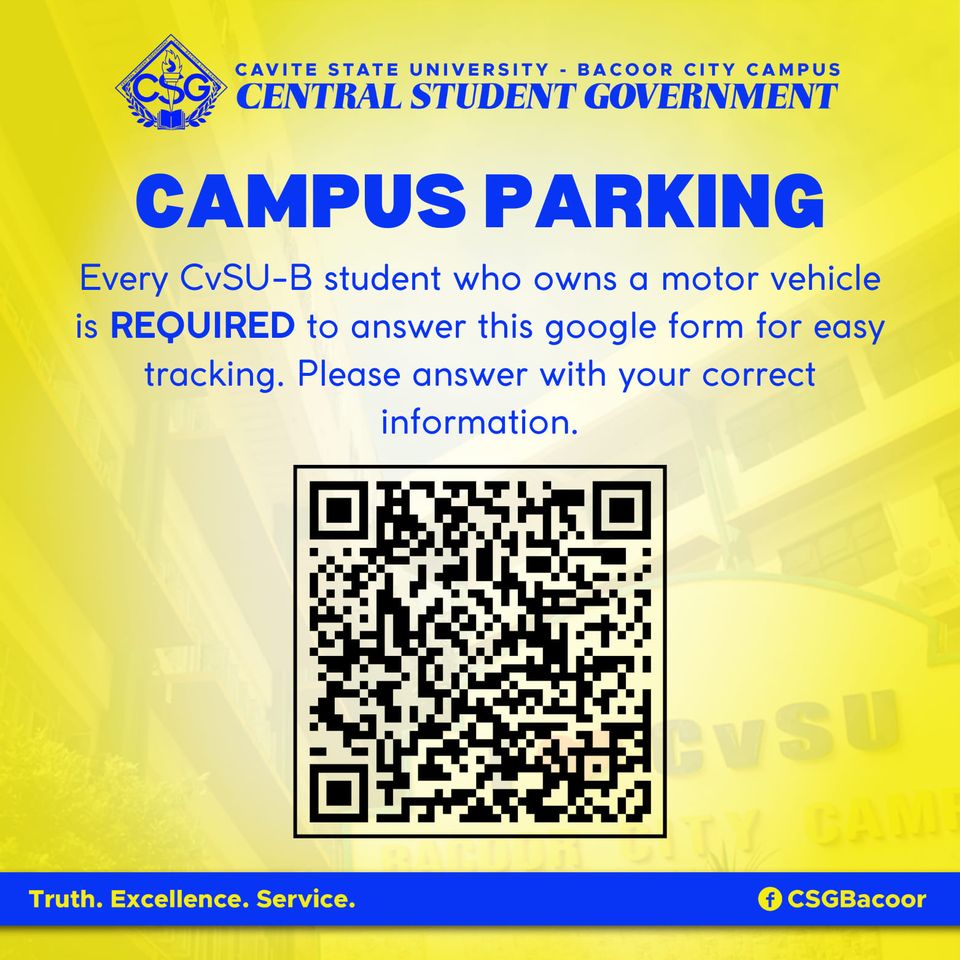 CSG
CAVITE STATE UNIVERSITY - BACOOR CITY CAMPUS
CENTRAL STUDENT GOVERNMENT
CAMPUS PARKING
Every CvSU-B student who owns a motor vehicle
is REQUIRED to answer this google form for easy
tracking. Please answer with your correct
information.
CvSU
BACOOR CITY CAMP
Truth. Excellence. Service.
CSGBacoor